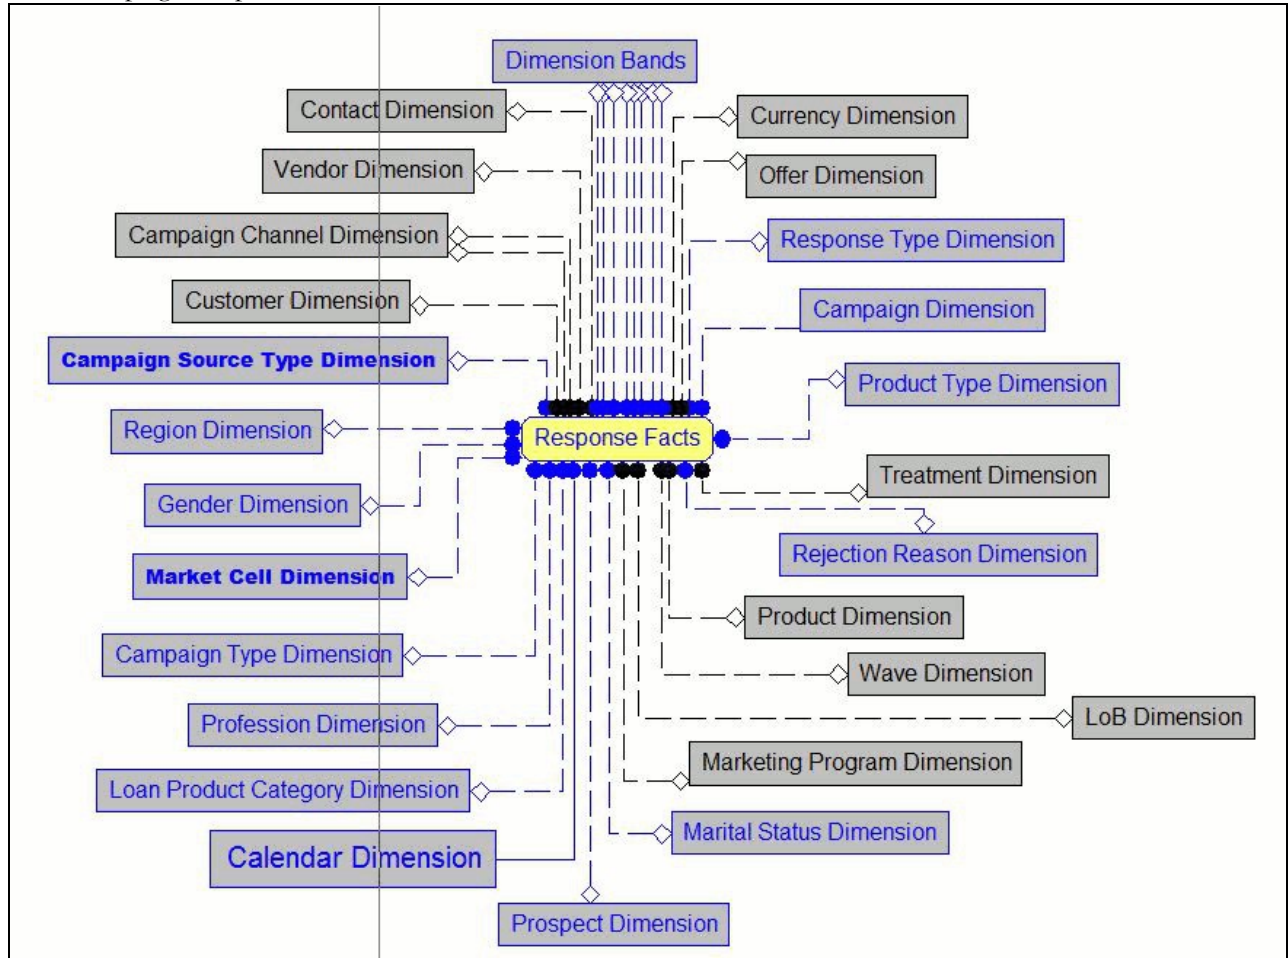 Dimension Bands
Contact Dimension
Currency Dimension
Vendor Dimension
Offer Dimension
Campaign Channel Dimension
Response Type Dimension
Customer Dimension
Campaign Dimension
Campaign Source Type Dimension
Product Type Dimension
Region Dimension
Response Facts
Treatment Dimension
Gender Dimension
Rejection Reason Dimension
Market Cell Dimension
Product Dimension
Campaign Type Dimension
Wave Dimension
Profession Dimension
LoB Dimension
Marketing Program Dimension
Loan Product Category Dimension
Marital Status Dimension
Calendar Dimension
Prospect Dimension